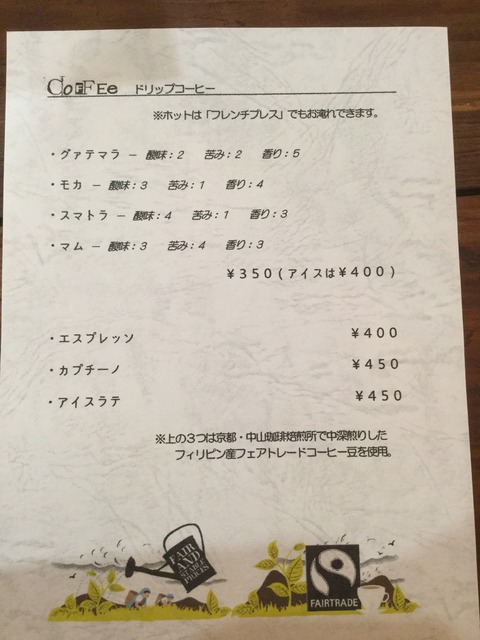 COFFEE ドリップコーヒー
※ホットは「フレンチプレス」でもお淹れできます。
・グァテマラ － 酸味：2 苦み：2 香り：5
・モカ － 酸味：3 苦み：1 香り：4
・スマトラ － 酸味：4 苦み：1 香り：3
・マム － 酸味：3 苦み：4 香り：3
￥350（アイスは￥400）
・エスプレッソ ￥400
・カプチーノ ￥450
・アイスラテ ￥450
※上の３つは京都・中山珈琲焙煎所で中深煎りした
フィリピン産フェアトレードコーヒー豆を使用。
FAIR
AND
STABLE
PRICES
FAIRTRADE